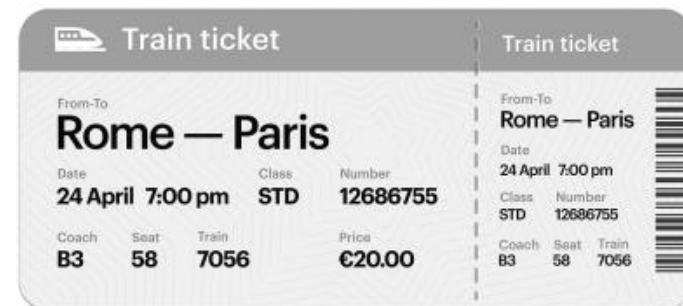 Train ticket
From-To
Rome — Paris
Date Class Number
24 April 7:00 pm STD 12686755
Coach Seat Train Price
B3 58 7056 €20.00
Train ticket
From-To
Rome — Paris
Date
24 April 7:00 pm
Class Number
STD 12686755
Coach Seat Train
B3 58 7056